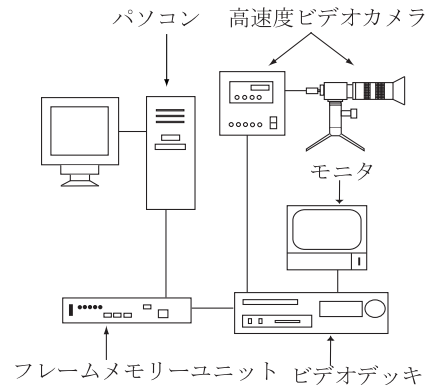 パソコン
高速度ビデオカメラ
モニタ
フレームメモリーユニット
ビデオデッキ